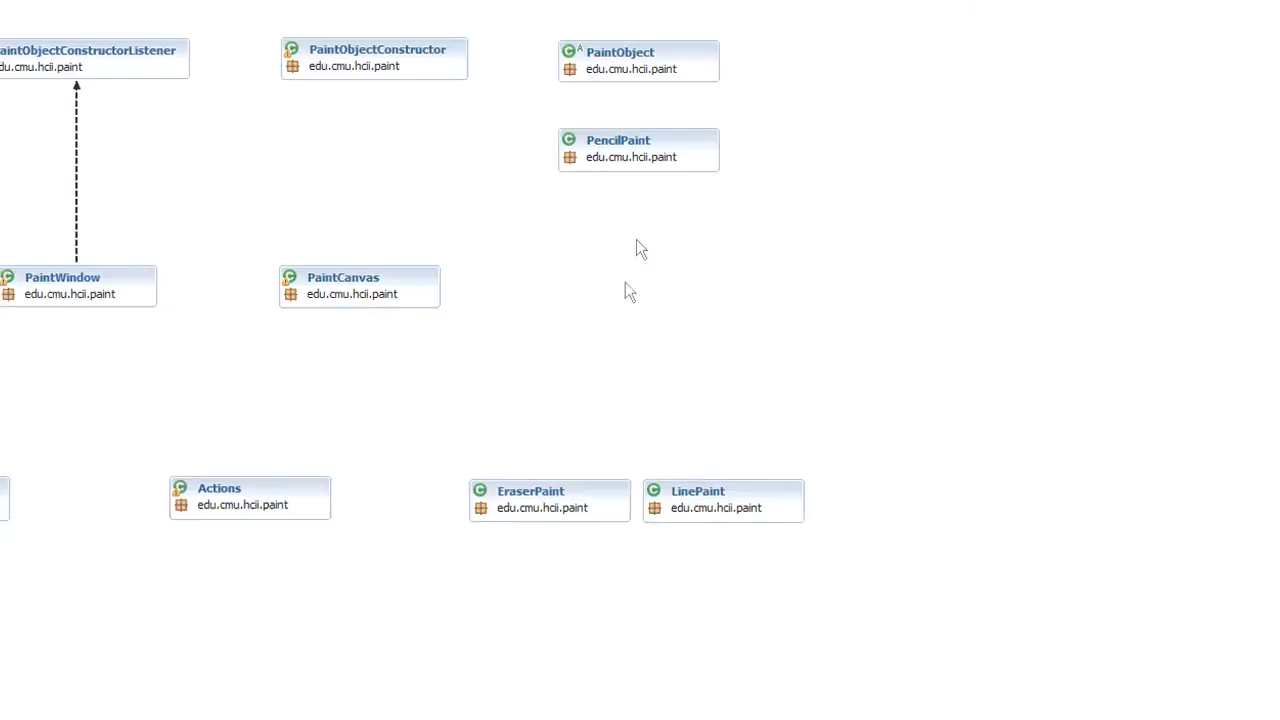 aintObjectConstructorListener
du.cmu.hcii.paint
PaintObjectConstructor
edu.cmu.hcii.paint
PaintObject
edu.cmu.hcii.paint
PencilPaint
edu.cmu.hcii.paint
PaintWindow
edu.cmu.hcii.paint
PaintCanvas
edu.cmu.hcii.paint
Actions
edu.cmu.hcii.paint
EraserPaint
edu.cmu.hcii.paint
LinePaint
edu.cmu.hcii.paint